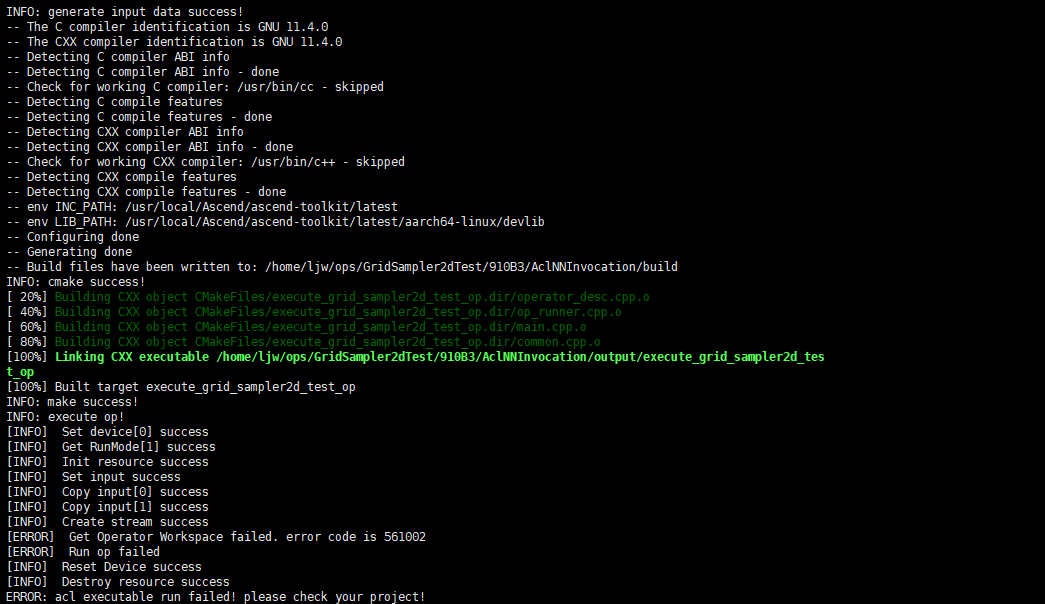 INFO: generate input data success!
-- The C compiler identification is GNU 11.4.0
-- The CXX compiler identification is GNU 11.4.0
-- Detecting C compiler ABI info
-- Detecting C compiler ABI info - done
-- Check for working C compiler: /usr/bin/cc - skipped
-- Detecting C compile features
-- Detecting C compile features - done
-- Detecting CXX compiler ABI info
-- Detecting CXX compiler ABI info - done
-- Check for working CXX compiler: /usr/bin/c++ - skipped
-- Detecting CXX compile features
-- Detecting CXX compile features - done
-- env INC_PATH: /usr/local/Ascend/ascend-toolkit/latest
-- env LIB_PATH: /usr/local/Ascend/ascend-toolkit/latest/aarch64-linux/devlib
-- Configuring done
-- Generating done
-- Build files have been written to: /home/ljw/ops/GridSampler2dTest/910B3/AclNNInvocation/build
INFO: cmake success!
[ 20%] Building CXX object CMakeFiles/execute_grid_sampler2d_test_op.dir/operator_desc.cpp.o
[ 40%] Building CXX object CMakeFiles/execute_grid_sampler2d_test_op.dir/op_runner.cpp.o
[ 60%] Building CXX object CMakeFiles/execute_grid_sampler2d_test_op.dir/main.cpp.o
[ 80%] Building CXX object CMakeFiles/execute_grid_sampler2d_test_op.dir/common.cpp.o
[100%] Linking CXX executable /home/ljw/ops/GridSampler2dTest/910B3/AclNNInvocation/output/execute_grid_sampler2d_tes
t_op
[100%] Built target execute_grid_sampler2d_test_op
INFO: make success!
INFO: execute op!
[INFO]  Set device[0] success
[INFO]  Get RunMode[1] success
[INFO]  Init resource success
[INFO]  Set input success
[INFO]  Copy input[0] success
[INFO]  Copy input[1] success
[INFO]  Create stream success
[ERROR]  Get Operator Workspace failed. error code is 561002
[ERROR]  Run op failed
[INFO]  Reset Device success
[INFO]  Destroy resource success
ERROR: acl executable run failed! please check your project!